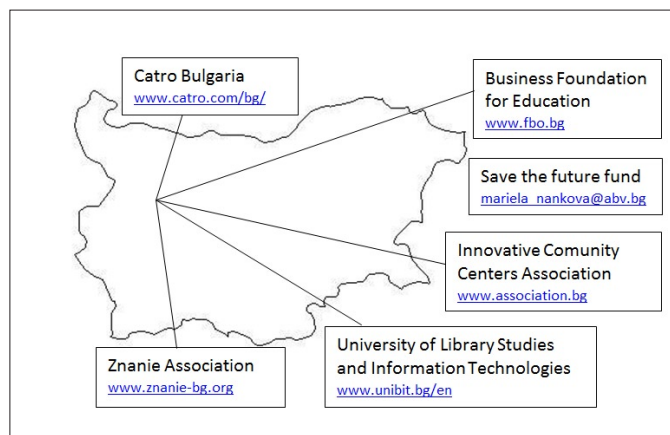 Catro Bulgaria
www.catro.com/bg/
Business Foundation
for Education
www.fbo.bg
Save the future fund
mariela_nankova@abv.bg
Innovative Comunity
Centers Association
www.association.bg
University of Library Studies
and Information Technologies
www.unibit.bg/en
Znanie Association
www.znanie-bg.org